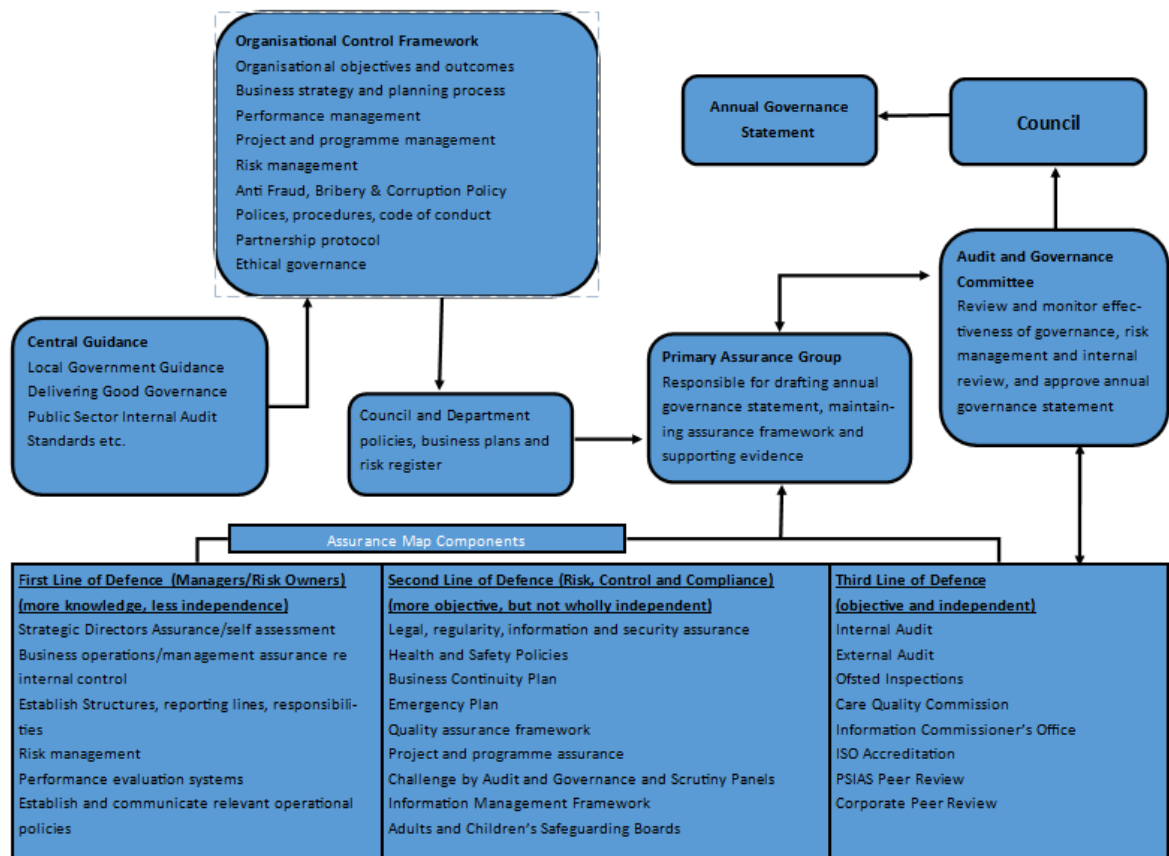 Organisational Control Framework
Organisational objectives and outcomes
Business strategy and planning process
Performance management
Project and programme management
Risk management
Anti Fraud, Bribery & Corruption Policy
Polices, procedures, code of conduct
Partnership protocol
Ethical governance
Annual Governance
Statement
Council
Audit and Governance
Committee
Review and monitor effec-
tiveness of governance, risk
management and internal
review, and approve annual
governance statement
Central Guidance
Local Government Guidance
Delivering Good Governance
Public Sector Internal Audit
Standards etc.
Council and Department
policies, business plans and
risk register
Primary Assurance Group
Responsible for drafting annual
governance statement, maintain-
ing assurance framework and
supporting evidence
Assurance Map Components
First Line of Defence (Managers/Risk Owners)
(more knowledge, less independence)
Strategic Directors Assurance/self assessment
Business operations/management assurance re
internal control
Establish Structures, reporting lines, responsibili-
ties
Risk management
Performance evaluation systems
Establish and communicate relevant operational
policies
Second Line of Defence (Risk, Control and Compliance)
(more objective, but not wholly independent)
Legal, regularity, information and security assurance
Health and Safety Policies
Business Continuity Plan
Emergency Plan
Quality assurance framework
Project and programme assurance
Challenge by Audit and Governance and Scrutiny Panels
Information Management Framework
Adults and Children's Safeguarding Boards
Third Line of Defence
(objective and independent)
Internal Audit
External Audit
Ofsted Inspections
Care Quality Commission
Information Commissioner's Office
ISO Accreditation
PSIAS Peer Review
Corporate Peer Review